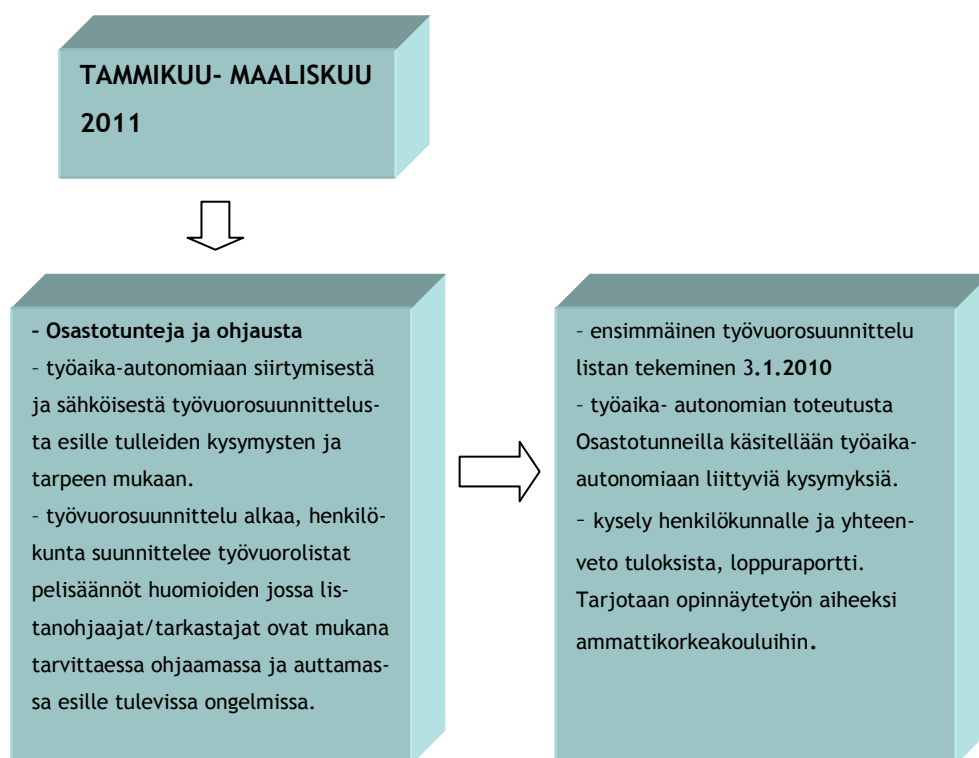 TAMMIKUU- MAALISKUU
2011
- Osastotunteja ja ohjausta
- työaika-autonomiaan siirtymisestä
ja sähköisestä työvuorosuunnittelus-
ta esille tulleiden kysymysten ja
tarpeen mukaan.
- työvuorosuunnittelu alkaa, henkilö-
kunta suunnittelee työvuorolistat
pelisäännöt huomioiden jossa lis-
tanohjaajat/tarkastajat ovat mukana
tarvittaessa ohjaamassa ja auttamas-
sa esille tulevissa ongelmissa.
- ensimmäinen työvuorosuunnittelu
listan tekeminen 3.1.2010
- työaika- autonomian toteutusta
Osastotunneilla käsitellään työaika-
autonomiaan liittyviä kysymyksiä.
- kysely henkilökunnalle ja yhteen-
veto tuloksista, loppuraportti.
Tarjotaan opinnäytetyön aiheeksi
ammattikorkeakouluihin.